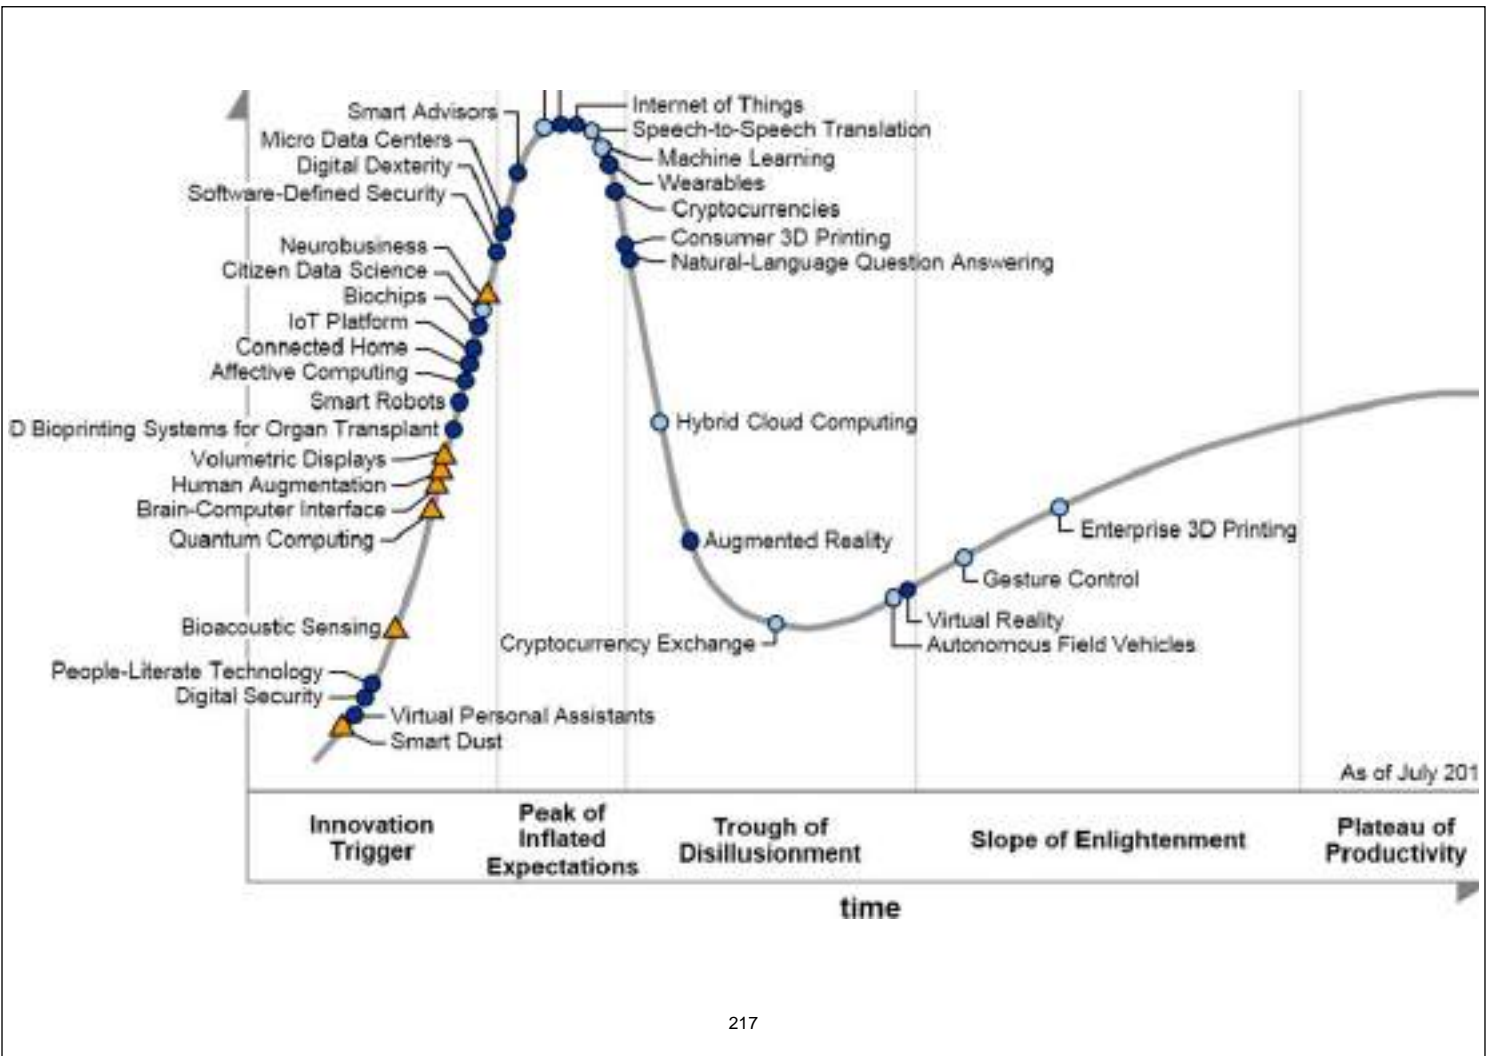 Internet of Things
Smart Advisors
Speech-to-Speech Translation
Micro Data Centers
Machine Learning
Digital Dexterity
Wearables
Software-Defined Security
Cryptocurrencies
Consumer 3D Printing
Neurobusiness
Natural-Language Question Answering
Citizen Data Science
Biochips
IoT Platform
Connected Home
Affective Computing
Smart Robots
Hybrid Cloud Computing
D Bioprinting Systems for Organ Transplant
Volumetric Displays
Human Augmentation
Brain-Computer Interface
Enterprise 3D Printing
Quantum Computing
Augmented Reality
Gesture Control
Virtual Reality
Bioacoustic Sensing
Cryptocurrency Exchange
Autonomous Field Vehicles
People-Literate Technology
Digital Security
Virtual Personal Assistants
Smart Dust
As of July 201
Innovation
Trigger
Peak of
Inflated
Expectations
Trough of
Disillusionment
Slope of Enlightenment
Plateau of
Productivity
time
217